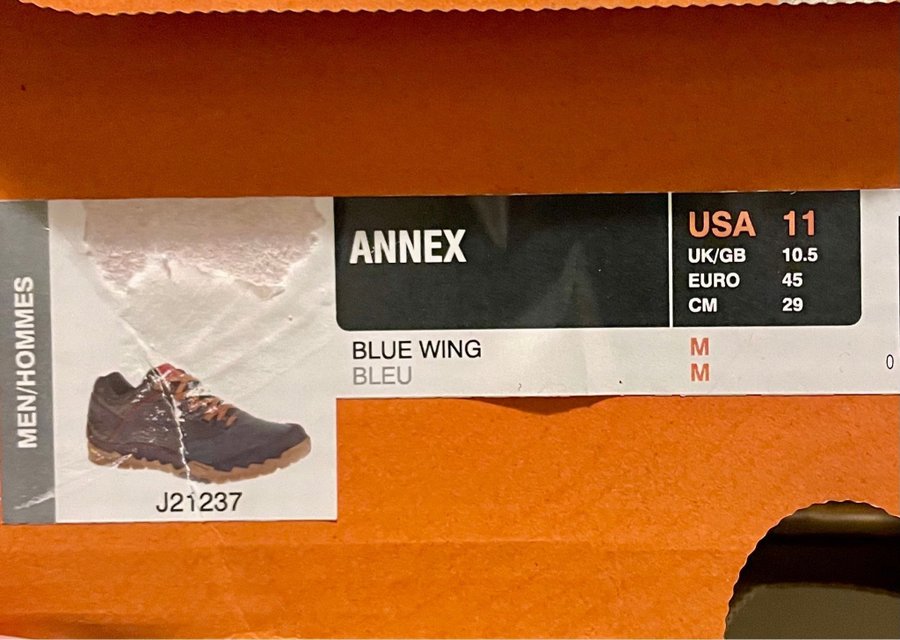 MEN/HOMMES
J21237
ANNEX
BLUE WING
BLEU
USA 11
UK/GB 10.5
EURO 45
CM 29
M
M
0